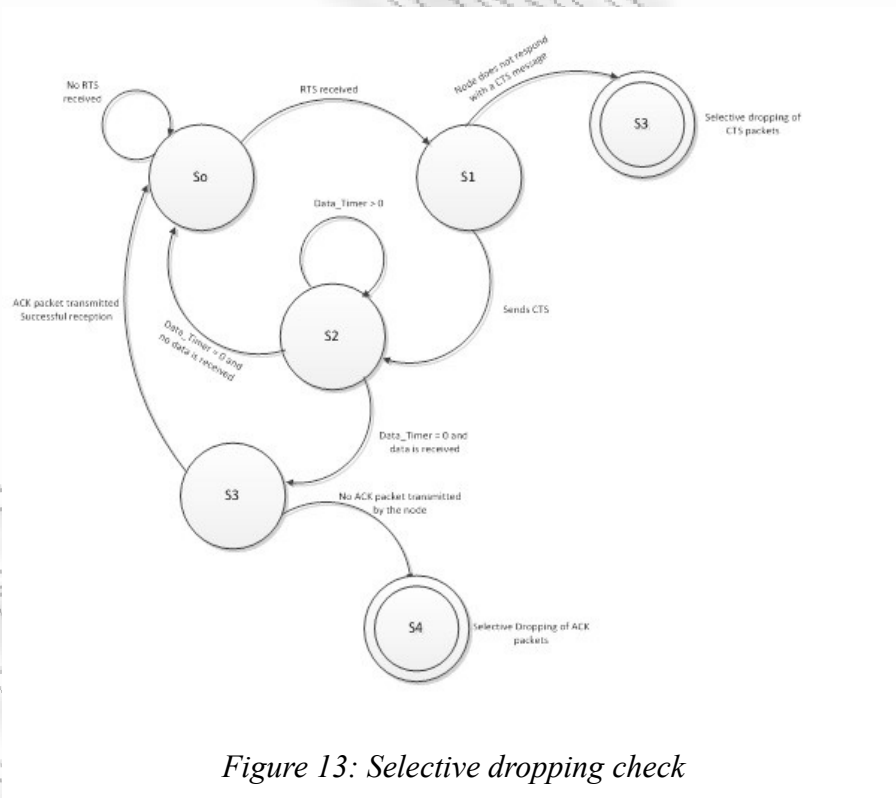 Node does not respond
with a CTS message
No RTS
received
RTS received
S3
Selective dropping of
CTS packets
So
S1
Data_Timer > 0
ACK packet transmitted
Successful reception
Sends CTS
S2
Data_Timer = 0 and
no data is received
Data_Timer = 0 and
data is received
S3
No ACK packet transmitted
by the node
S4
Selective Dropping of ACK
packets
Figure 13: Selective dropping check